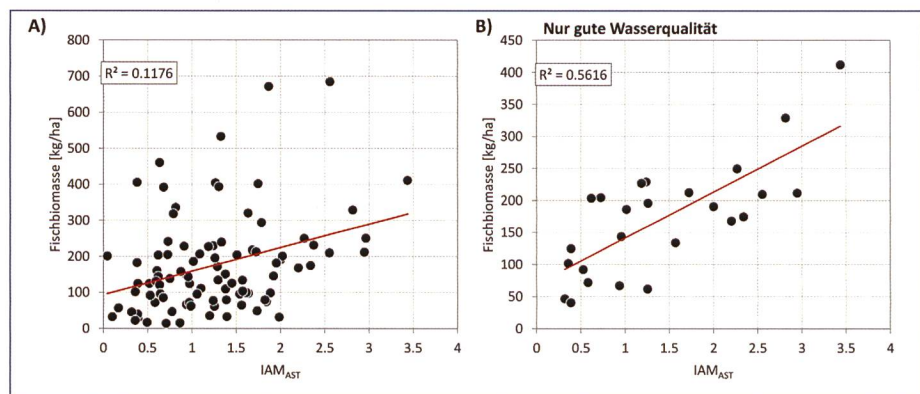 A)
800
700
600
500
400
300
200
100
0
R² = 0.1176
Fischbiomasse [kg/ha]
0 0.5 1 1.5 2 2.5 3 3.5 4
IAM_AST
B) Nur gute Wasserqualität
450
400
350
300
250
200
150
100
50
0
R² = 0.5616
Fischbiomasse [kg/ha]
0 0.5 1 1.5 2 2.5 3 3.5 4
IAM_AST